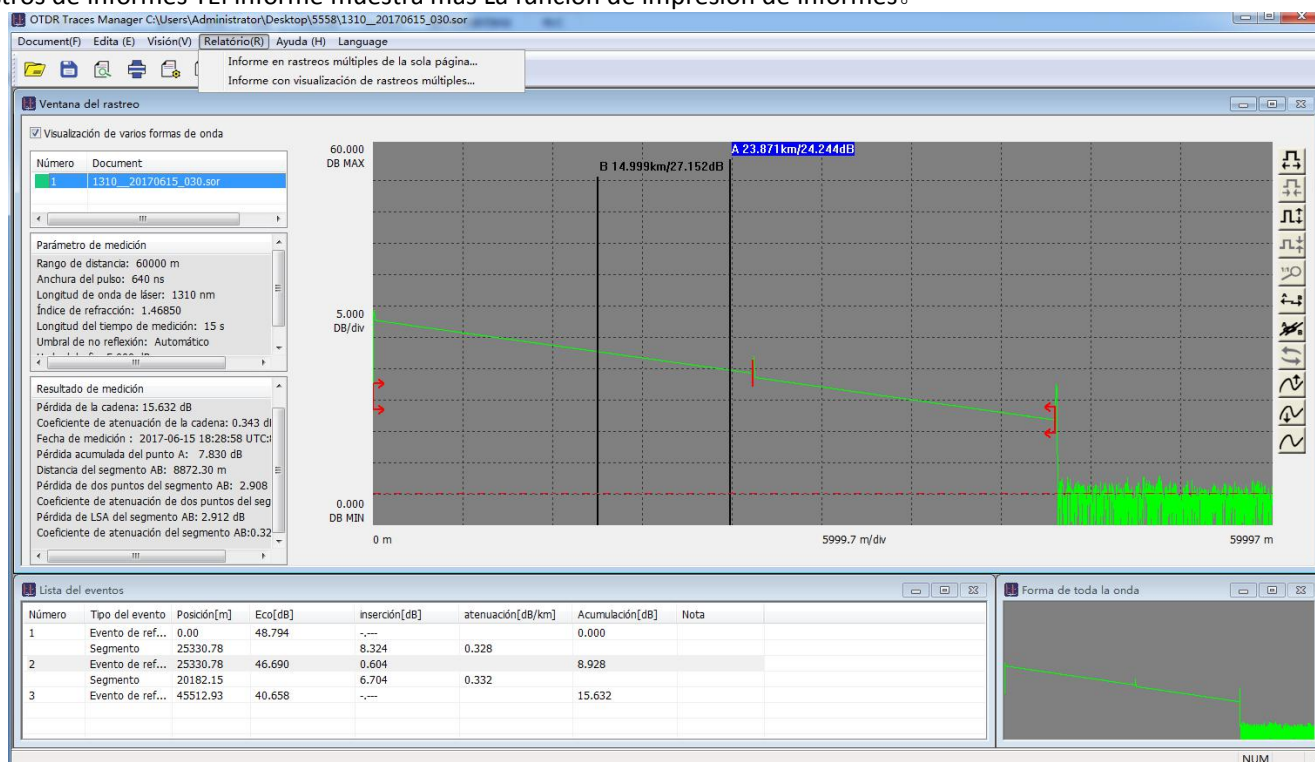 tros de informes YEl informe muestra más La función de impresión de informes。
OTDR Traces Manager C:\Users\Administrator\Desktop\5558\1310__20170615_030.sor
Document(F) Edita (E) Visión(V) Relatório(R) Ayuda (H) Language
Informe en rastreos múltiples de la sola página...
Informe con visualización de rastreos múltiples...
Ventana del rastreo
Visualización de varios formas de onda
Número Document
1 1310__20170615_030.sor
Parámetro de medición
Rango de distancia: 60000 m
Anchura del pulso: 640 ns
Longitud de onda de láser: 1310 nm
Índice de refracción: 1.46850
Longitud del tiempo de medición: 15 s
Umbral de no reflexión: Automático
Resultado de medición
Pérdida de la cadena: 15.632 dB
Coeficiente de atenuación de la cadena: 0.343 dI
Fecha de medición : 2017-06-15 18:28:58 UTC:
Pérdida acumulada del punto A: 7.830 dB
Distancia del segmento AB: 8872.30 m
Pérdida de dos puntos del segmento AB: 2.908
Coeficiente de atenuación de dos puntos del seg
Pérdida de LSA del segmento AB: 2.912 dB
Coeficiente de atenuación del segmento AB:0.32
60.000
DB MAX
B 14.999km/27.152dB
A 23.871km/24.244dB
5.000
DB/div
0.000
DB MIN
0 m 5999.7 m/div 59997 m
Lista del eventos
Número Tipo del evento Posición[m] Eco[dB] inserción[dB] atenuación[dB/km] Acumulación[dB] Nota
1 Evento de ref... 0.00 48.794 -.--- 0.000
Segmento 25330.78 8.324 0.328
2 Evento de ref... 25330.78 46.690 0.604 8.928
Segmento 20182.15 6.704 0.332
3 Evento de ref... 45512.93 40.658 -.--- 15.632
Forma de toda la onda
NUM